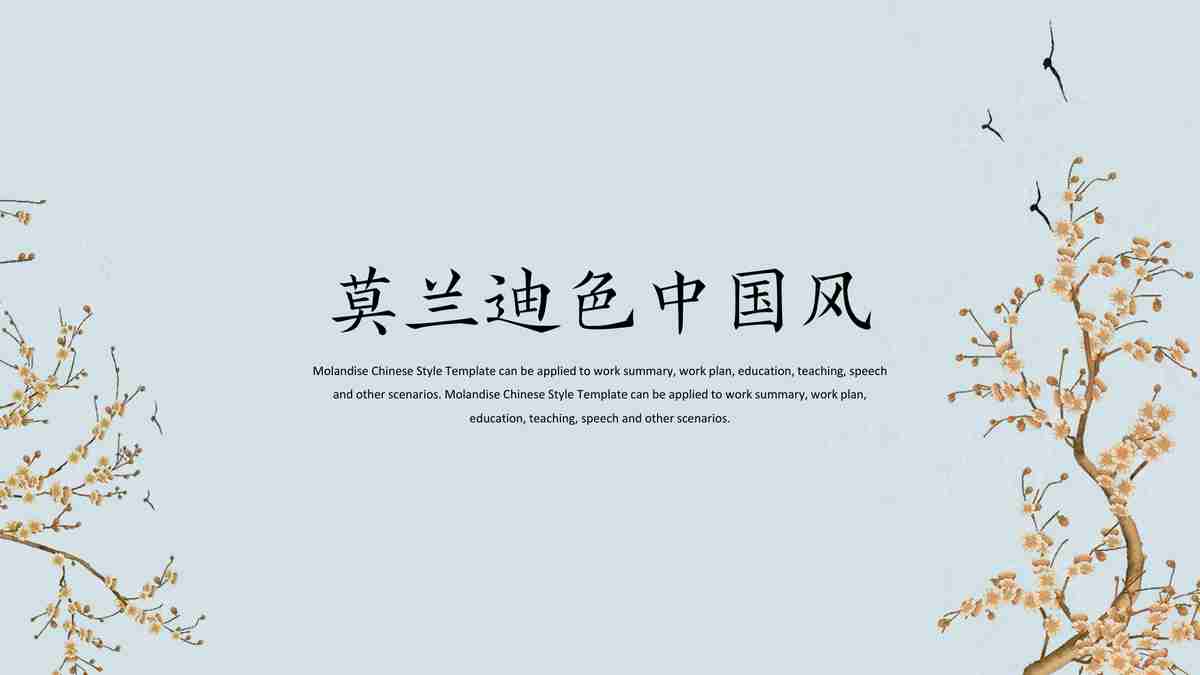 莫兰迪色中国风
Molandise Chinese Style Template can be applied to work summary, work plan, education, teaching, speech
and other scenarios. Molandise Chinese Style Template can be applied to work summary, work plan,
education, teaching, speech and other scenarios.